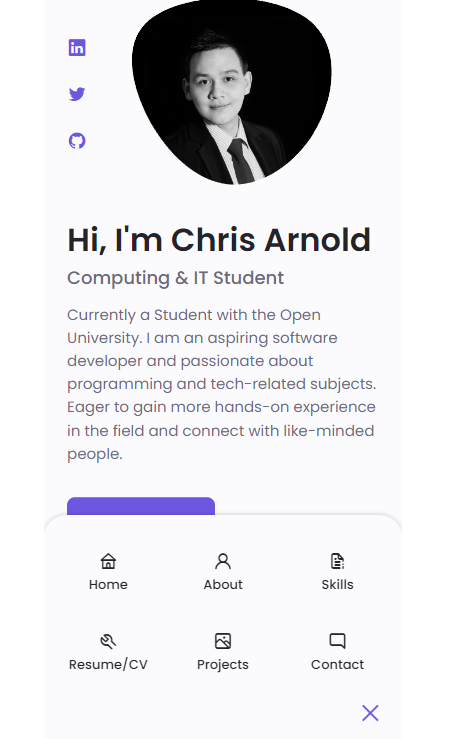 Hi, I'm Chris Arnold
Computing & IT Student
Currently a Student with the Open
University. I am an aspiring software
developer and passionate about
programming and tech-related subjects.
Eager to gain more hands-on experience
in the field and connect with like-minded
people.
Home About Skills
Resume/CV Projects Contact